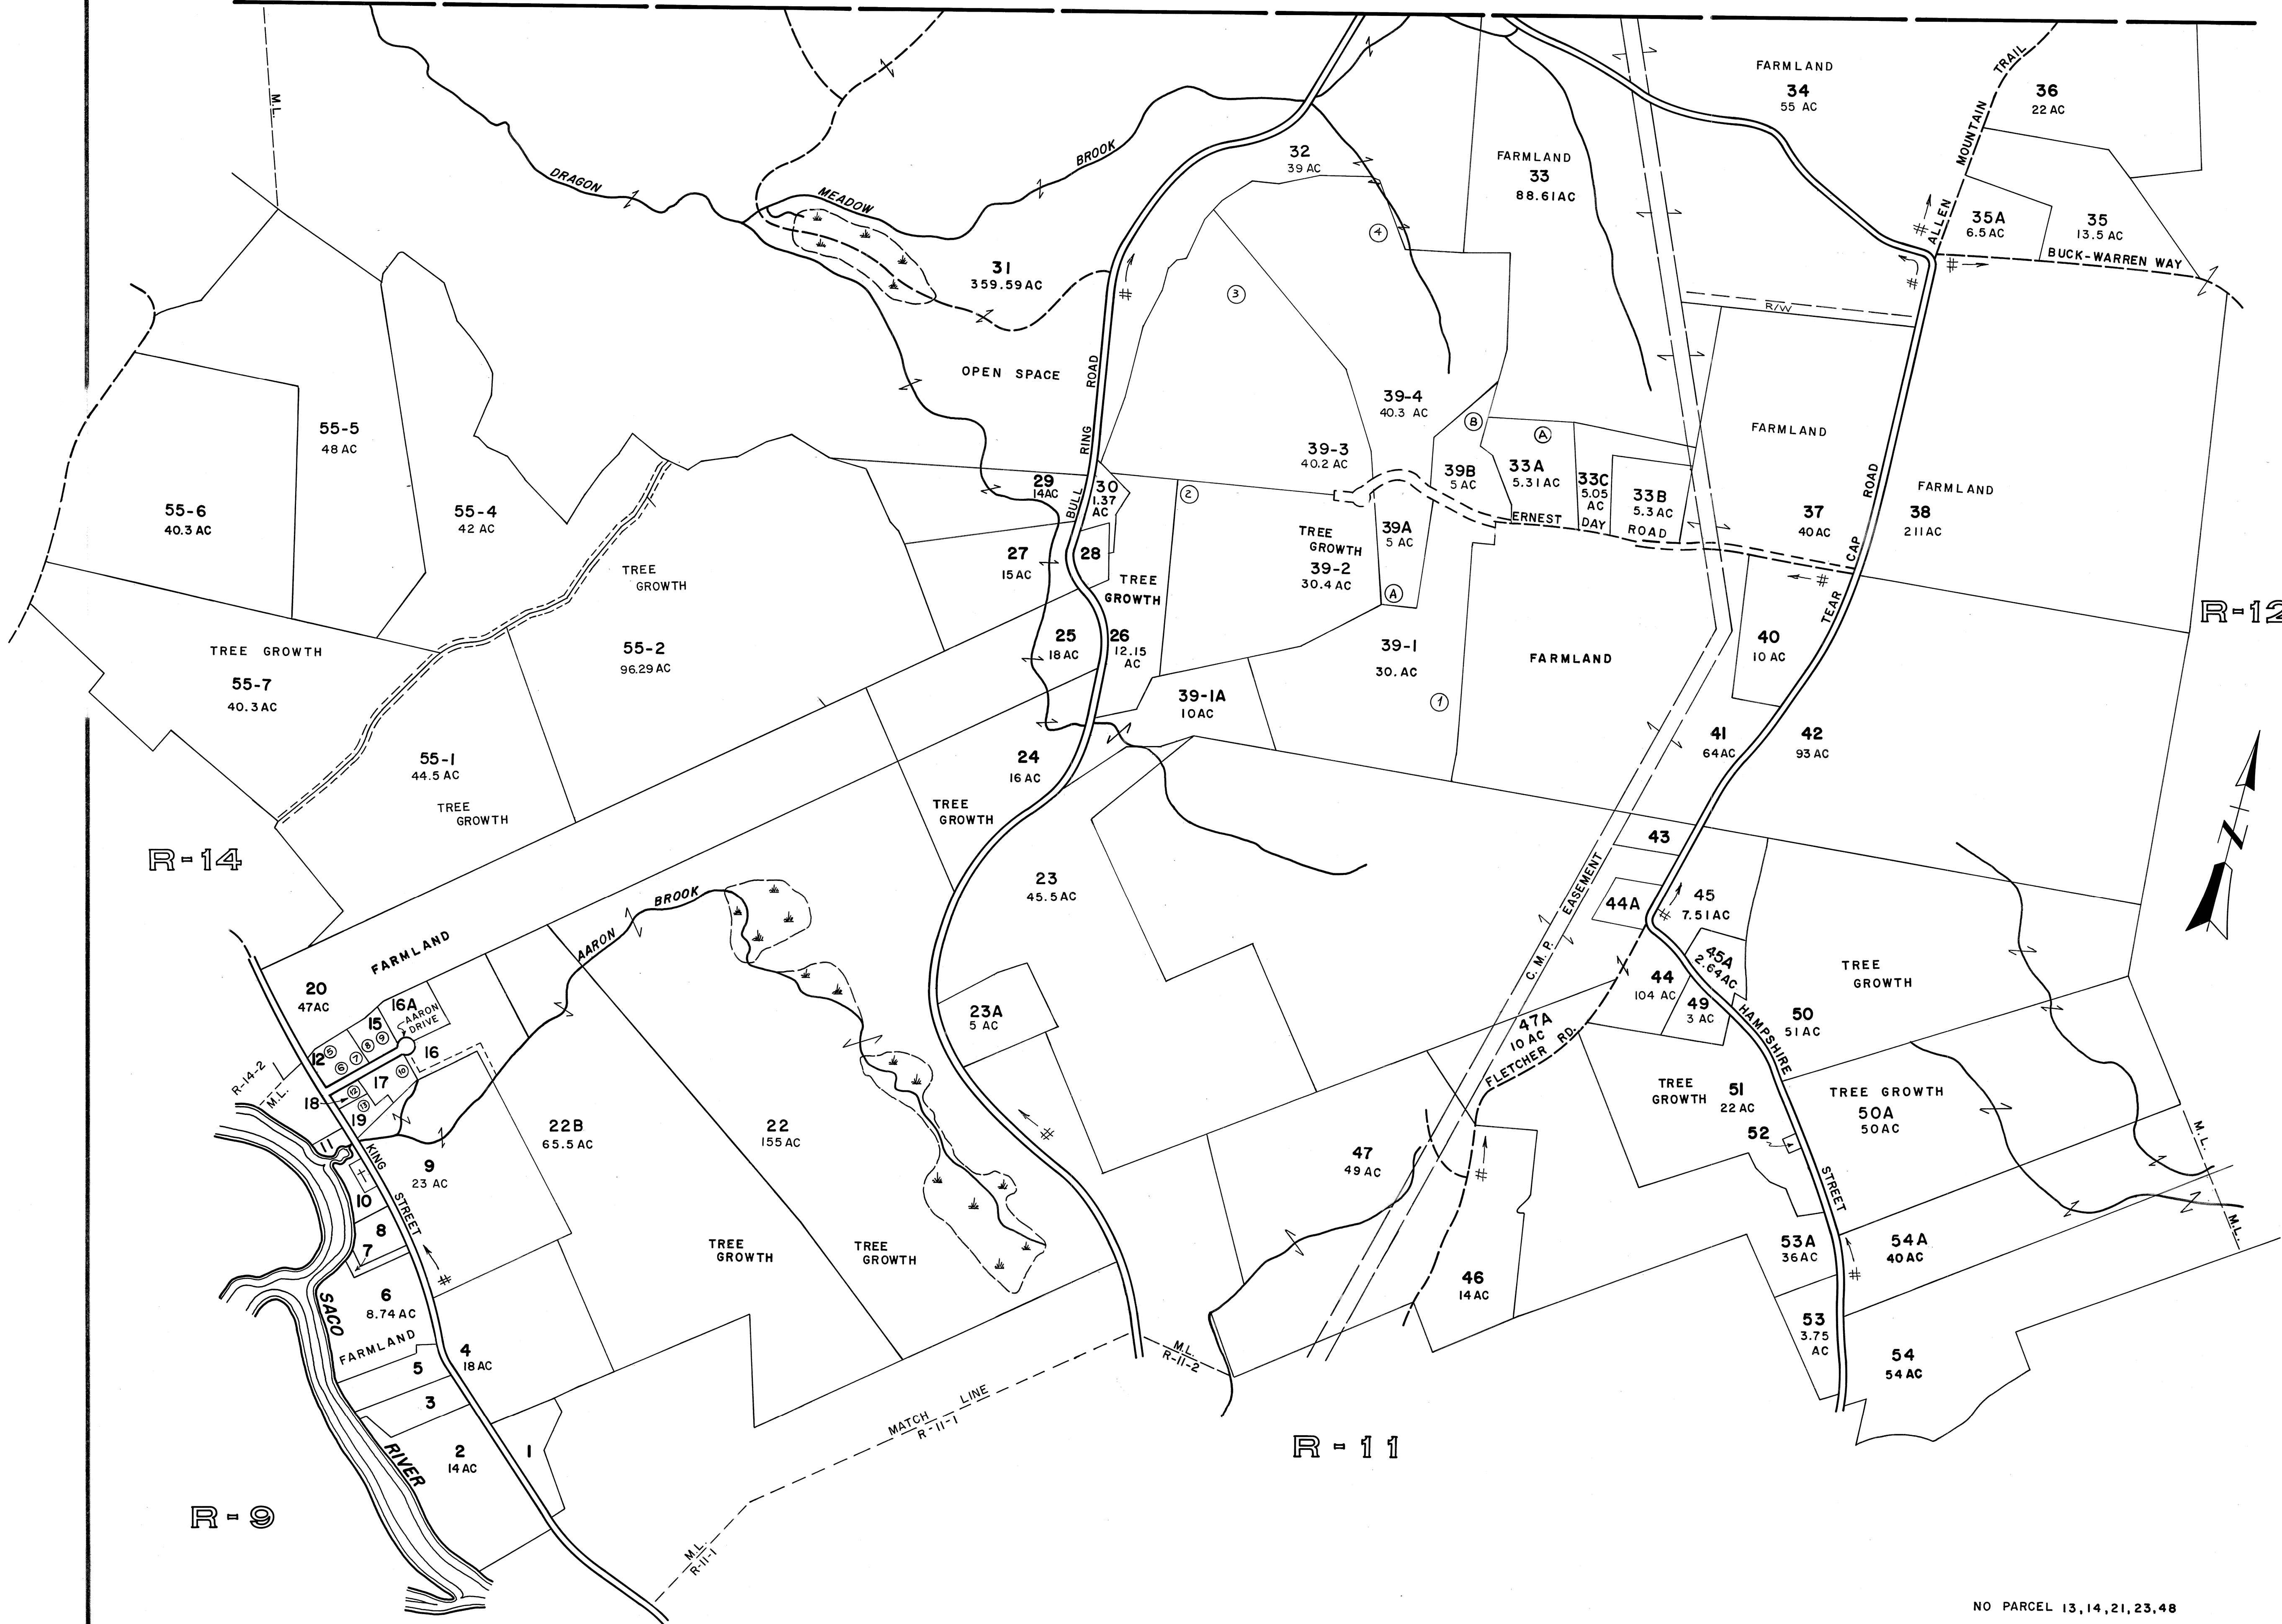 M.L.
DRAGON
MEADOW
BROOK
31
359.59 AC
OPEN SPACE
BULL RING ROAD
#
32
39 AC
FARMLAND
33
88.61 AC
FARMLAND
34
55 AC
ALLEN MOUNTAIN TRAIL
36
22 AC
35A
6.5 AC
35
13.5 AC
BUCK-WARREN WAY
#
#
#
R/W
4
3
2
55-5
48 AC
55-6
40.3 AC
55-4
42 AC
TREE
GROWTH
TREE GROWTH
55-7
40.3 AC
55-2
96.29 AC
55-1
44.5 AC
TREE
GROWTH
29
14 AC
30
1.37
AC
27
15 AC
28
TREE
GROWTH
25
18 AC
26
12.15
AC
39-4
40.3 AC
39-3
40.2 AC
B
A
39B
5 AC
33A
5.31 AC
33C
5.05
AC
33B
5.3 AC
ERNEST DAY ROAD
TREE
GROWTH
39-2
30.4 AC
39A
5 AC
A
39-1
30. AC
1
39-1A
10 AC
FARMLAND
FARMLAND
37
40 AC
FARMLAND
38
211 AC
TEAR CAP ROAD
#
R-12
40
10 AC
41
64 AC
42
93 AC
24
16 AC
TREE
GROWTH
23
45.5 AC
23A
5 AC
43
44A
C. M. P. EASEMENT
#
45
7.51 AC
45A
2.64 AC
44
104 AC
49
3 AC
HAMPSHIRE STREET
50
51 AC
TREE
GROWTH
N
R-14
FARMLAND
20
47 AC
AARON BROOK
16A
AARON
DRIVE
15
12
5
6
7
8
9
16
17
10
18
12
13
19
11
R-14-2
M.L.
KING STREET
9
23 AC
10
8
7
#
22B
65.5 AC
22
155 AC
TREE
GROWTH
TREE
GROWTH
#
47A
10 AC
FLETCHER RD.
47
49 AC
#
46
14 AC
TREE
GROWTH
51
22 AC
52
TREE GROWTH
50A
50 AC
M. L.
M.L.
53A
36 AC
#
54A
40 AC
53
3.75
AC
54
54 AC
6
8.74 AC
FARMLAND
SACO RIVER
5
4
18 AC
3
2
14 AC
1
M.L.
R-11-2
MATCH LINE
R-11-1
M.L.
R-11-1
R-11
R-9
NO PARCEL 13,14,21,23,48